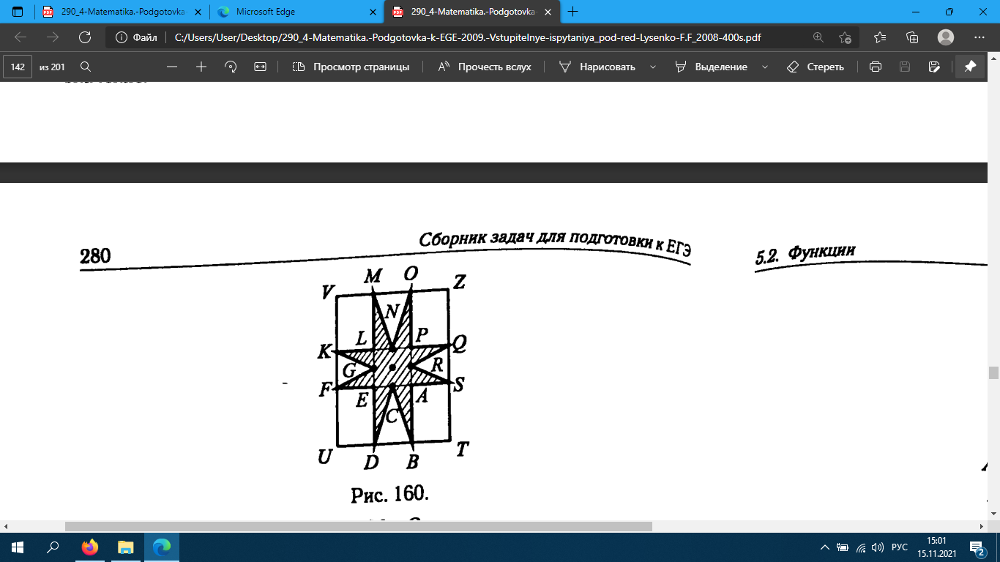 290_4-Matematika.-Podgotovka-
Microsoft Edge
290_4-Matematika.-Podgotovka-
Файл
C:/Users/User/Desktop/290_4-Matematika.-Podgotovka-k-EGE-2009.-Vstupitelnye-ispytaniya_pod-red-Lysenko-F.F_2008-400s.pdf
142 из 201
Просмотр страницы
Прочесть вслух
Нарисовать
Выделение
Стереть
280
Сборник задач для подготовки к ЕГЭ
5.2. Функции
M O
V Z
N
L P
K Q
G R
F S
E A
C
U T
D B
Рис. 160.
РУС
15:01
15.11.2021
2